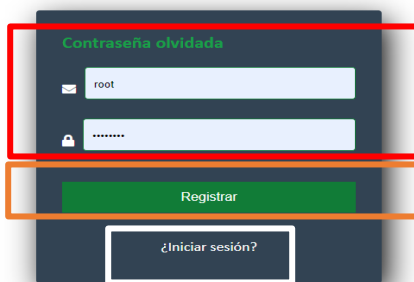 Contraseña olvidada
root
••••••••
Registrar
¿Iniciar sesión?